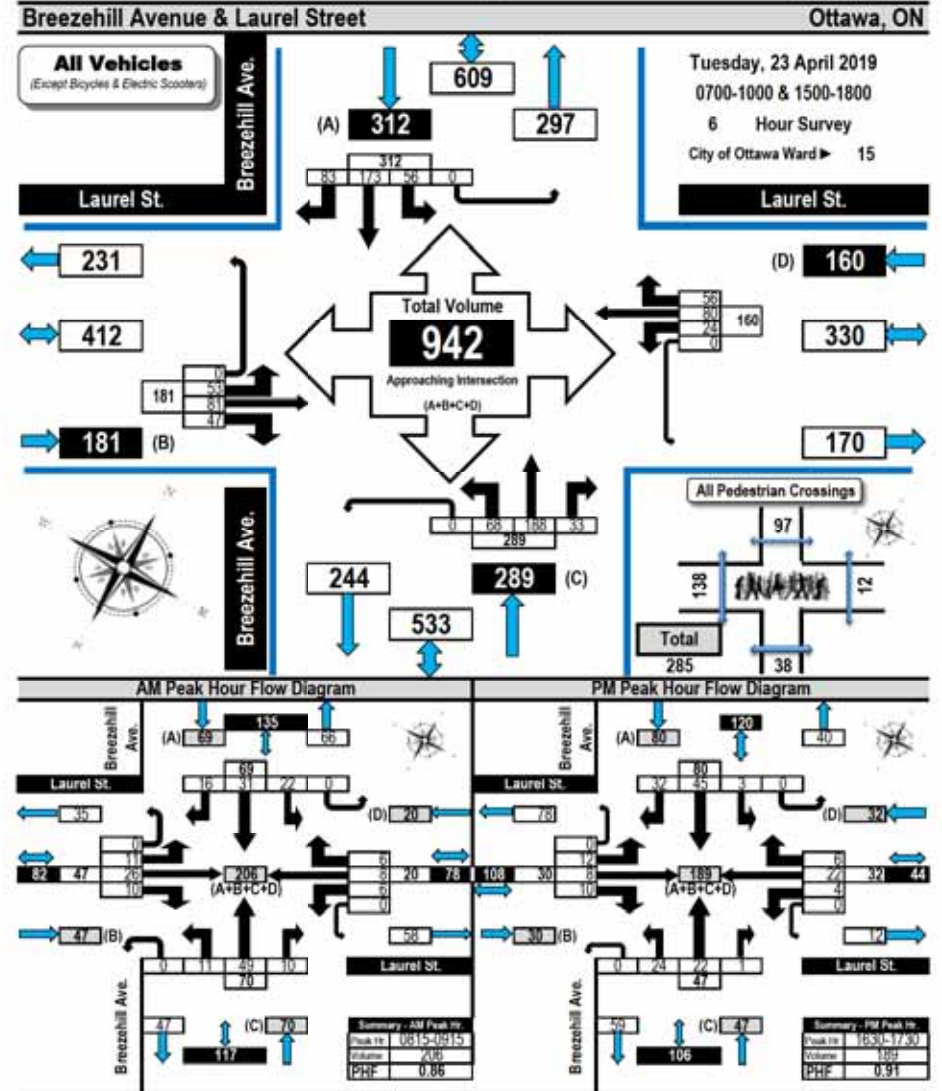 Breezehill Avenue & Laurel Street Ottawa, ON
All Vehicles
(Except Bicycles & Electric Scooters)
Breezehill Ave.
Laurel St.
609
(A) 312
297
312
83 173 56 0
Tuesday, 23 April 2019
0700-1000 & 1500-1800
6 Hour Survey
City of Ottawa Ward ► 15
Laurel St.
231
412
181
0
53
81
47
181 (B)
Total Volume
942
Approaching Intersection
(A+B+C+D)
(D) 160
56
80
24
0
160
330
170
Breezehill Ave.
0 68 188 33
289
244
289 (C)
533
All Pedestrian Crossings
97
138
12
38
Total
285
AM Peak Hour Flow Diagram
Breezehill Ave.
Laurel St.
135
(A) 69
66
69
16 31 22 0
35
(D) 20
0
11
26
10
82 47
206
(A+B+C+D)
6
8
6
0
20 78
47 (B)
58
0 11 49 10
70
Laurel St.
Breezehill Ave.
47
(C) 70
117
Summary - AM Peak Hr.
Peak Hr 0815-0915
Volume 206
PHF 0.86
PM Peak Hour Flow Diagram
Breezehill Ave.
Laurel St.
120
(A) 80
40
80
32 45 3 0
78
(D) 32
0
12
8
10
108 30
189
(A+B+C+D)
6
22
4
0
32 44
30 (B)
12
0 24 22 1
47
Laurel St.
Breezehill Ave.
59
(C) 47
106
Summary - PM Peak Hr.
Peak Hr 1630-1730
Volume 189
PHF 0.91